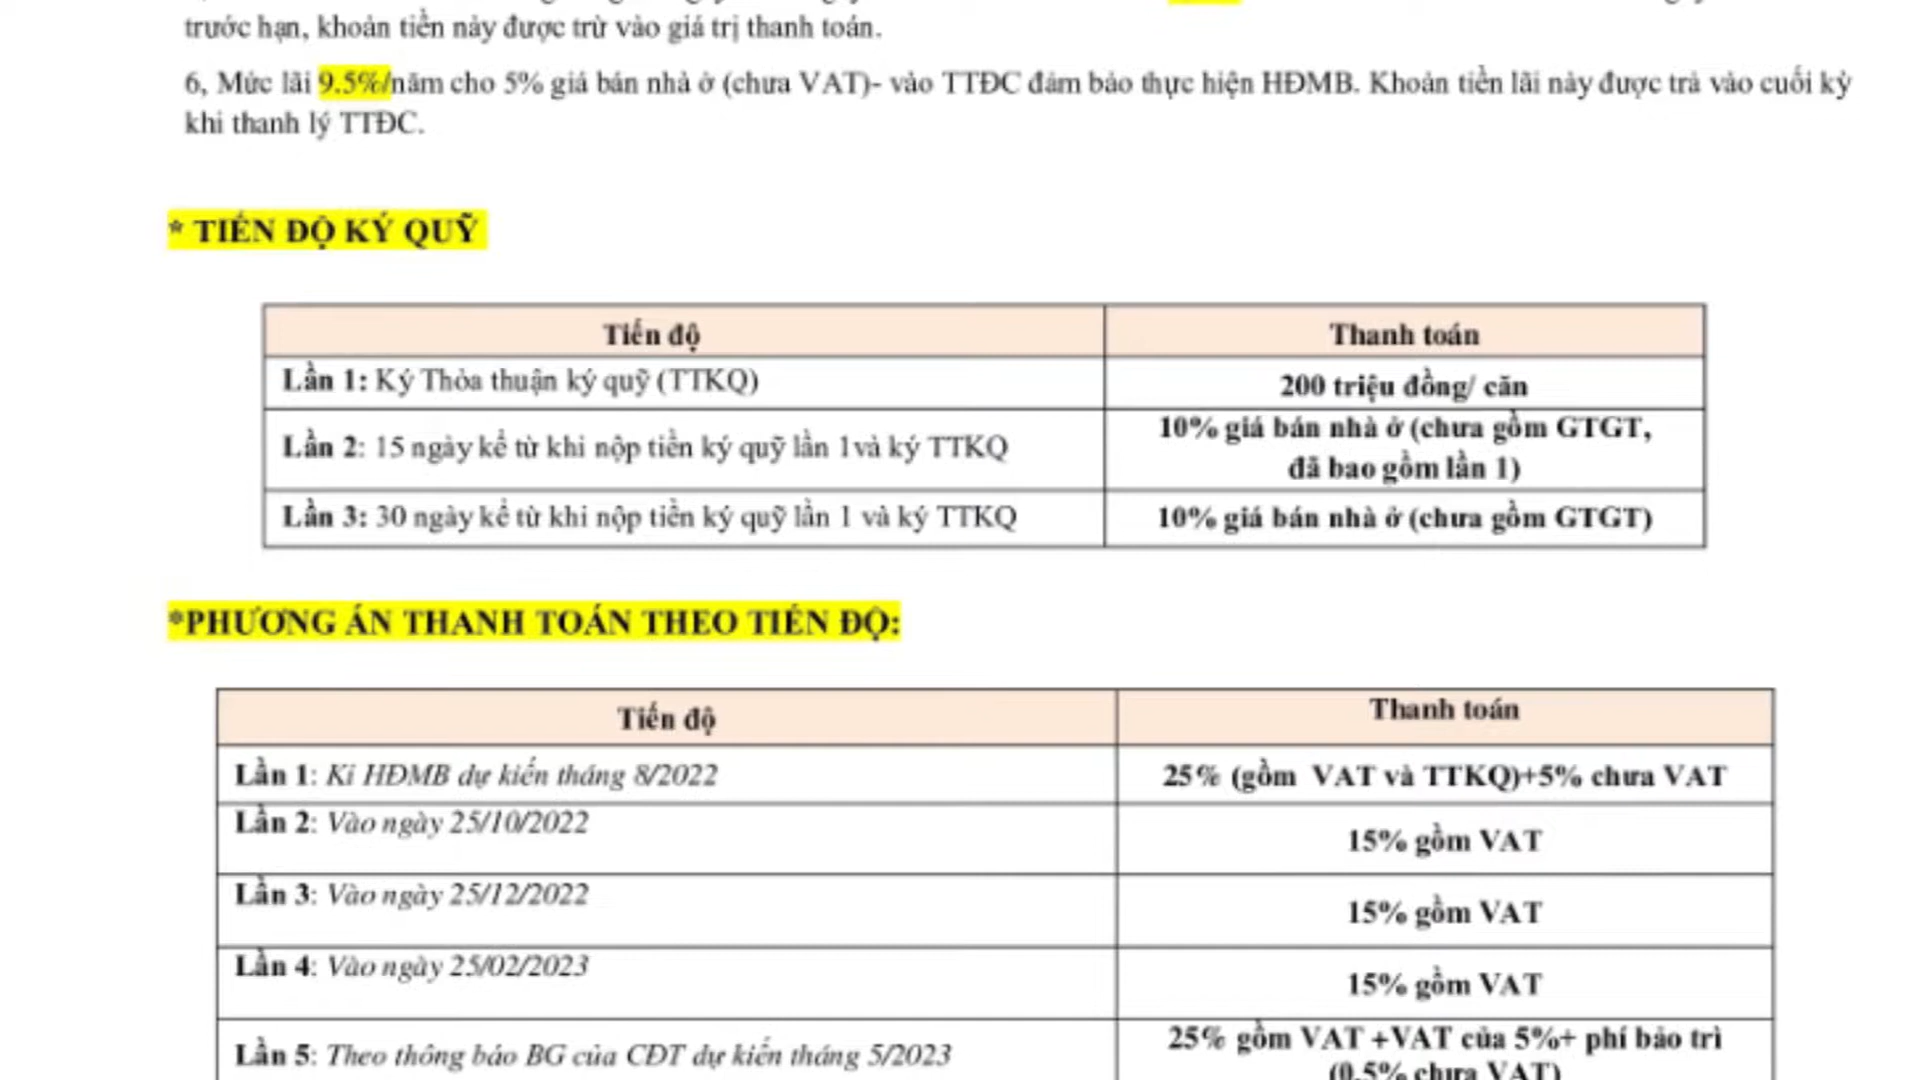 trước hạn, khoản tiền này được trừ vào giá trị thanh toán.
6, Mức lãi 9.5%/năm cho 5% giá bán nhà ở (chưa VAT)- vào TTĐC đảm bảo thực hiện HĐMB. Khoản tiền lãi này được trả vào cuối kỳ
khi thanh lý TTĐC.
* TIẾN ĐỘ KÝ QUỸ
Tiến độ
Thanh toán
Lần 1: Ký Thỏa thuận ký quỹ (TTKQ)
200 triệu đồng/ căn
Lần 2: 15 ngày kể từ khi nộp tiền ký quỹ lần 1và ký TTKQ
10% giá bán nhà ở (chưa gồm GTGT,
đã bao gồm lần 1)
Lần 3: 30 ngày kể từ khi nộp tiền ký quỹ lần 1 và ký TTKQ
10% giá bán nhà ở (chưa gồm GTGT)
*PHƯƠNG ÁN THANH TOÁN THEO TIẾN ĐỘ:
Tiến độ
Thanh toán
Lần 1: Kí HĐMB dự kiến tháng 8/2022
25% (gồm VAT và TTKQ)+5% chưa VAT
Lần 2: Vào ngày 25/10/2022
15% gồm VAT
Lần 3: Vào ngày 25/12/2022
15% gồm VAT
Lần 4: Vào ngày 25/02/2023
15% gồm VAT
Lần 5: Theo thông báo BG của CĐT dự kiến tháng 5/2023
25% gồm VAT +VAT của 5%+ phí bảo trì
(0.5% chưa VAT)